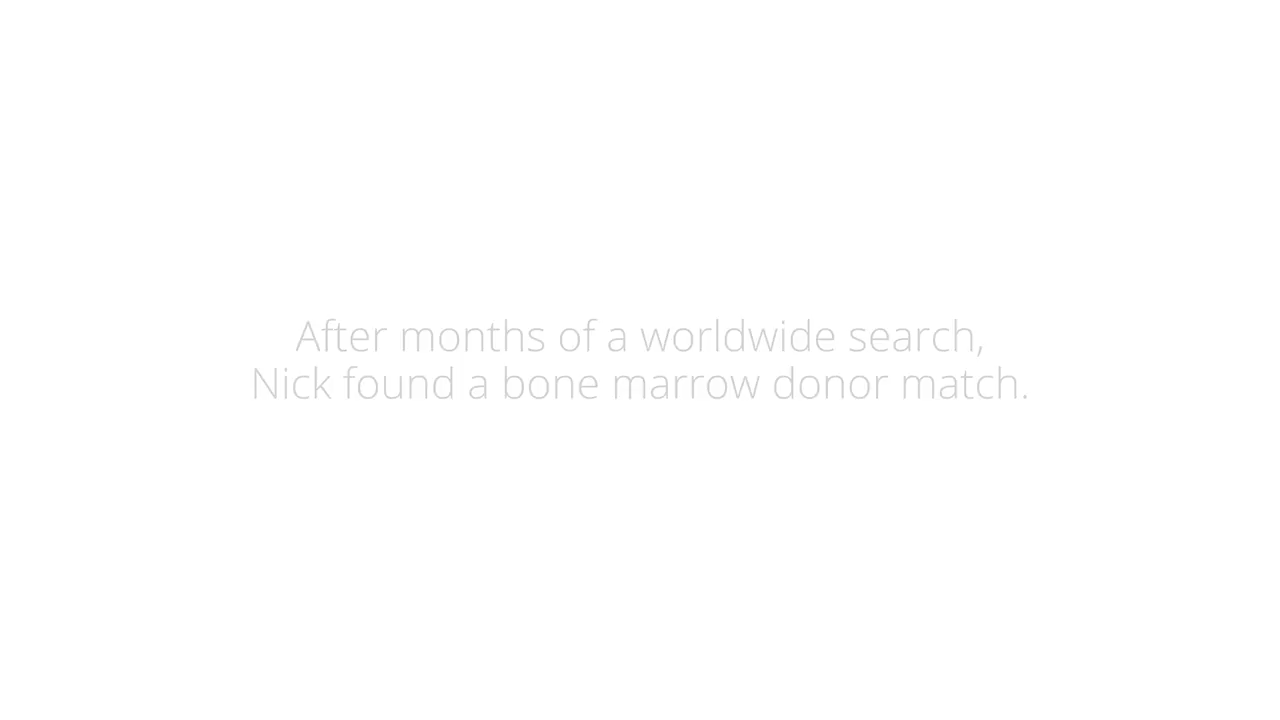 After months of a worldwide search,
Nick found a bone marrow donor match.